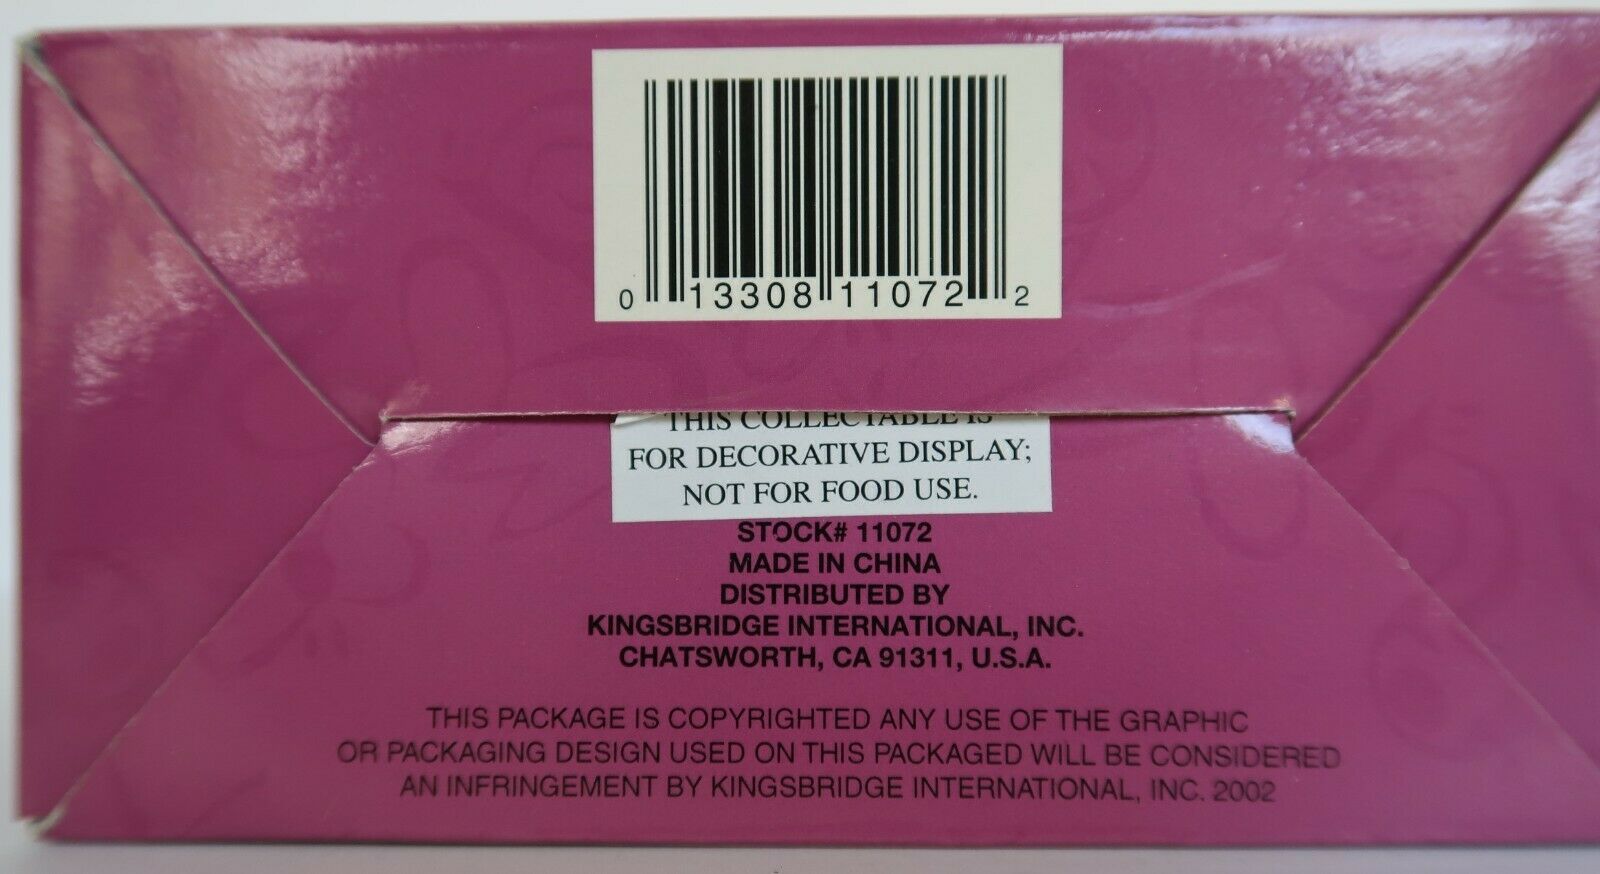 0 13308 11072 2
THIS COLLECTABLE IS
FOR DECORATIVE DISPLAY;
NOT FOR FOOD USE.
STOCK# 11072
MADE IN CHINA
DISTRIBUTED BY
KINGSBRIDGE INTERNATIONAL, INC.
CHATSWORTH, CA 91311, U.S.A.
THIS PACKAGE IS COPYRIGHTED ANY USE OF THE GRAPHIC
OR PACKAGING DESIGN USED ON THIS PACKAGED WILL BE CONSIDERED
AN INFRINGEMENT BY KINGSBRIDGE INTERNATIONAL, INC. 2002